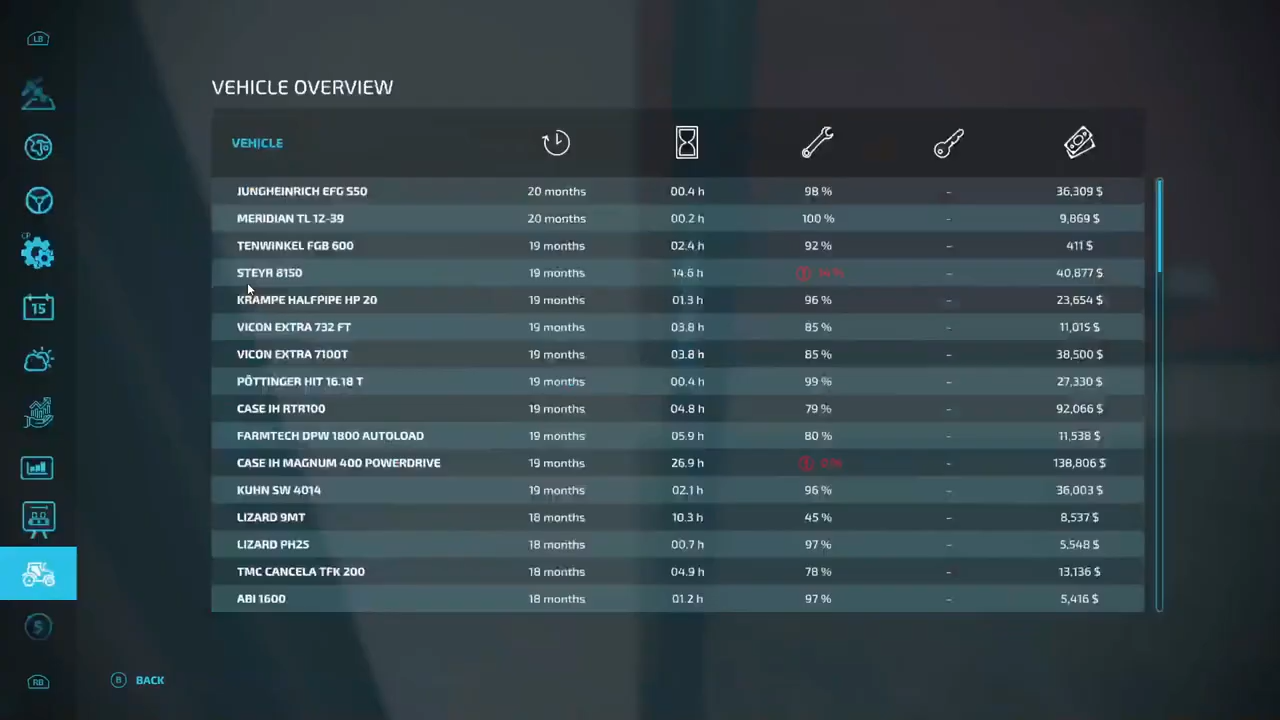 LB
VEHICLE OVERVIEW
VEHICLE
JUNGHEINRICH EFG S50 20 months 00.4 h 98 % - 36,309 $
MERIDIAN TL 12-39 20 months 00.2 h 100 % - 9,869 $
TENWINKEL FGB 600 19 months 02.4 h 92 % - 411 $
STEYR 8150 19 months 14.6 h - 40,877 $
KRAMPE HALFPIPE HP 20 19 months 01.3 h 96 % - 23,654 $
VICON EXTRA 732 FT 19 months 03.8 h 85 % - 11,015 $
VICON EXTRA 7100T 19 months 03.8 h 85 % - 38,500 $
PÖTTINGER HIT 16.18 T 19 months 00.4 h 99 % - 27,330 $
CASE IH RTR100 19 months 04.8 h 79 % - 92,066 $
FARMTECH DPW 1800 AUTOLOAD 19 months 05.9 h 80 % - 11,538 $
CASE IH MAGNUM 400 POWERDRIVE 19 months 26.9 h 0 % - 138,806 $
KUHN SW 4014 19 months 02.1 h 96 % - 36,003 $
LIZARD 9MT 18 months 10.3 h 45 % - 8,537 $
LIZARD PH25 18 months 00.7 h 97 % - 5,548 $
TMC CANCELA TFK 200 18 months 04.9 h 78 % - 13,136 $
ABI 1600 18 months 01.2 h 97 % - 5,416 $
CP
15
RB
B BACK